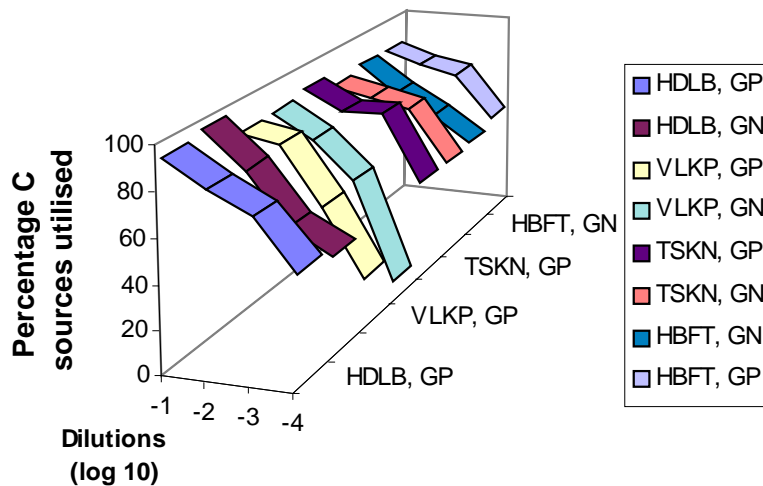 Percentage C
sources utilised
100
80
60
40
20
0
-1
-2
-3
-4
Dilutions
(log 10)
HDLB, GP
VLKP, GP
TSKN, GP
HBFT, GN
HDLB, GP
HDLB, GN
VLKP, GP
VLKP, GN
TSKN, GP
TSKN, GN
HBFT, GN
HBFT, GP